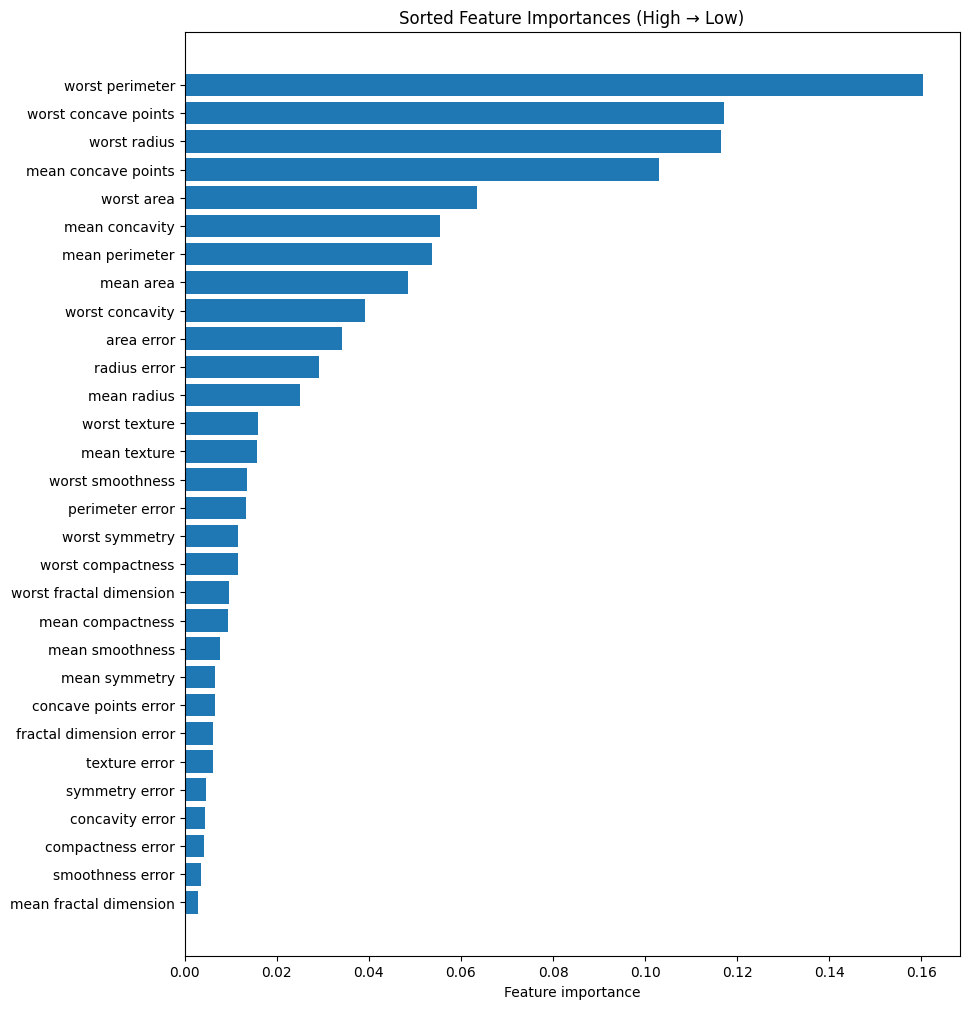 Sorted Feature Importances (High → Low)
worst perimeter
worst concave points
worst radius
mean concave points
worst area
mean concavity
mean perimeter
mean area
worst concavity
area error
radius error
mean radius
worst texture
mean texture
worst smoothness
perimeter error
worst symmetry
worst compactness
worst fractal dimension
mean compactness
mean smoothness
mean symmetry
concave points error
fractal dimension error
texture error
symmetry error
concavity error
compactness error
smoothness error
mean fractal dimension
0.00 0.02 0.04 0.06 0.08 0.10 0.12 0.14 0.16
Feature importance